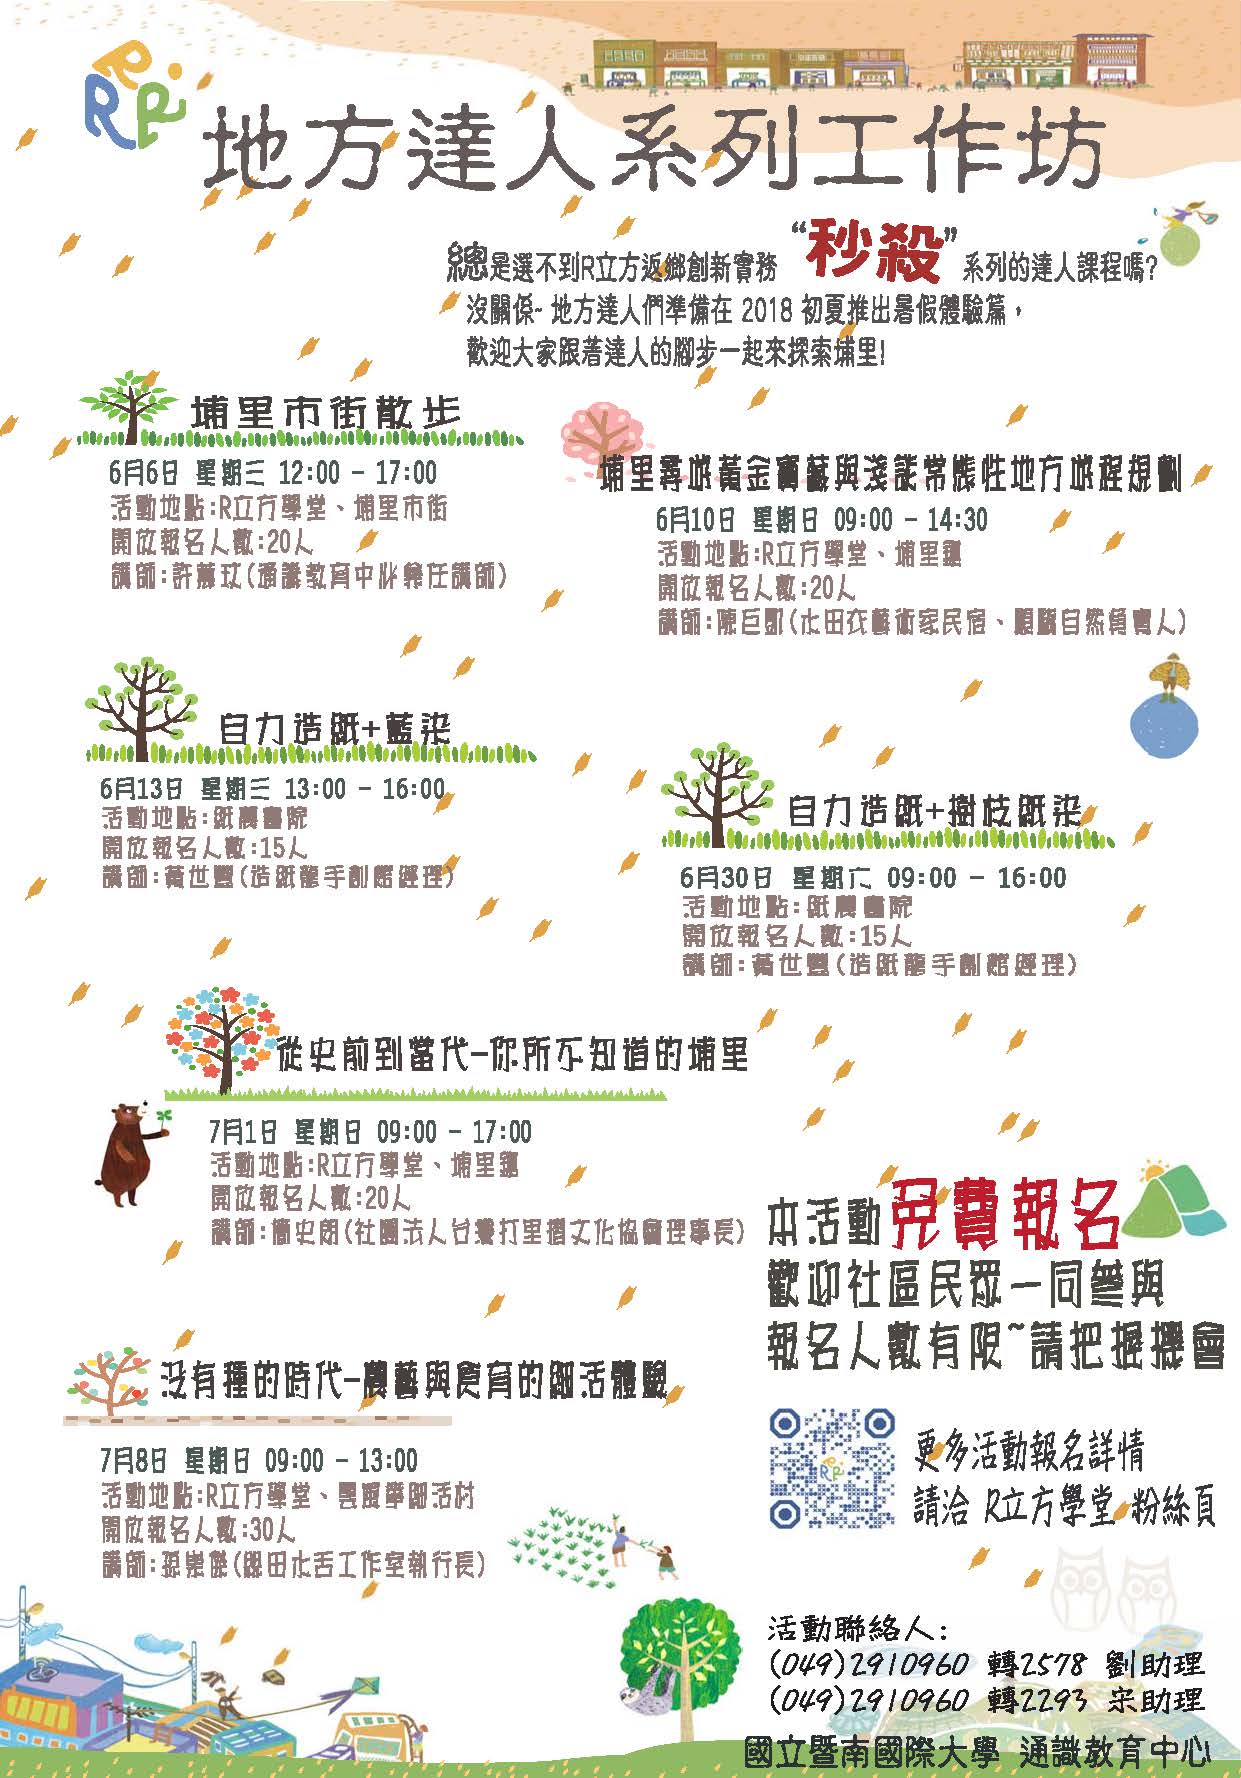 RRR
地方達人系列工作坊
總是選不到R立方返鄉創新實務 “秒殺” 系列的達人課程嗎?
沒關係~ 地方達人們準備在 2018 初夏推出暑假體驗篇，
歡迎大家跟著達人的腳步一起來探索埔里!
埔里市街散步
6月6日 星期三 12:00 - 17:00
活動地點:R立方學堂、埔里市街
開放報名人數:20人
講師:許 (通識教育中心兼任講師)
埔里尋城黃金寶藏與淺談常態性地方旅程規劃
6月10日 星期日 09:00 - 14:30
活動地點:R立方學堂、埔里鎮
開放報名人數:20人
講師:陳巨 (水田衣藝術家民宿、 自然負責人)
自力造紙+藍染
6月13日 星期三 13:00 - 16:00
活動地點:紙農書院
開放報名人數:15人
講師:黃世豐(造紙龍手創館經理)
自力造紙+樹枝紙染
6月30日 星期六 09:00 - 16:00
活動地點:紙農書院
開放報名人數:15人
講師:黃世豐(造紙龍手創館經理)
從史前到當代-你所不知道的埔里
7月1日 星期日 09:00 - 17:00
活動地點:R立方學堂、埔里鎮
開放報名人數:20人
講師:簡史朗(社團法人台灣打里摺文化協會理事長)
本活動免費報名
歡迎社區民眾一同參與
報名人數有限~請把握機會
沒有種的時代-農藝與食育的鄉活體驗
7月8日 星期日 09:00 - 13:00
活動地點:R立方學堂、 鄉活村
開放報名人數:30人
講師:孫崇傑( 田水舌工作室執行長)
更多活動報名詳情
請洽 R立方學堂 粉絲頁
活動聯絡人:
(049)2910960 轉2578 劉助理
(049)2910960 轉2293 宋助理
國立暨南國際大學 通識教育中心